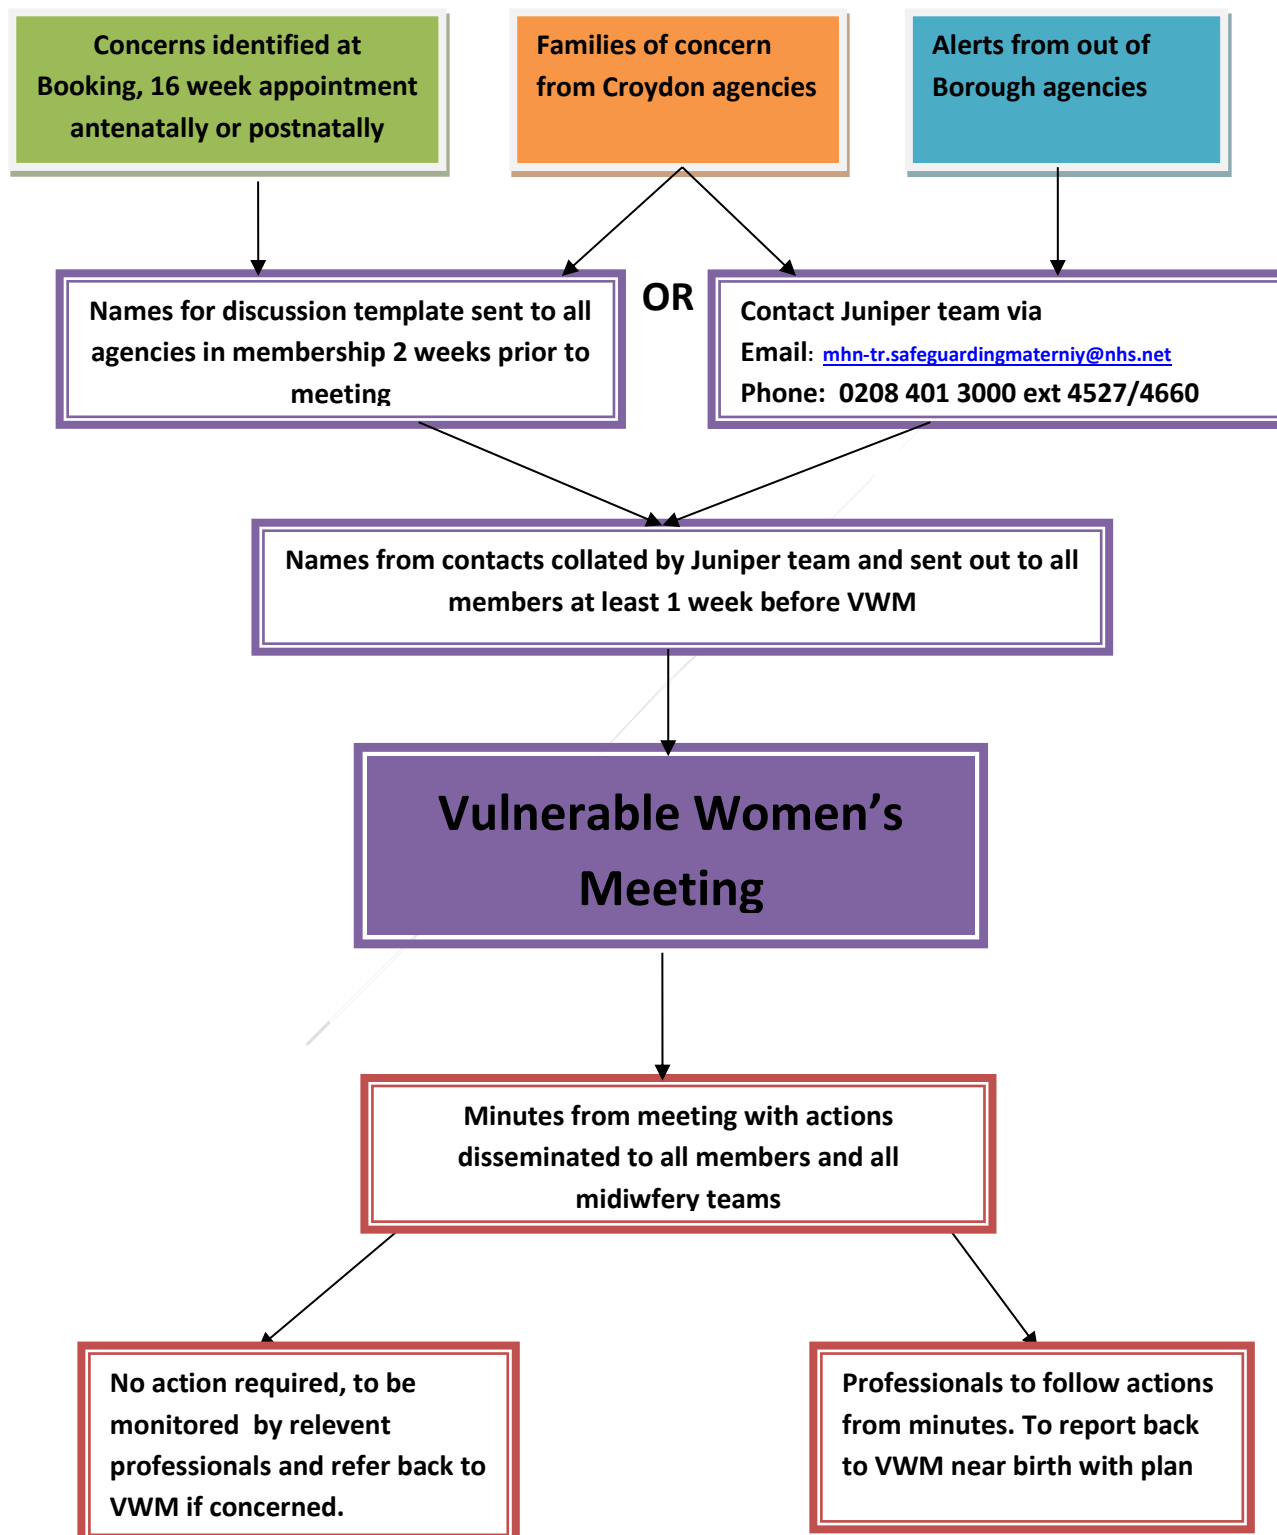 Concerns identified at
Booking, 16 week appointment
antenatally or postnatally
Families of concern
from Croydon agencies
Alerts from out of
Borough agencies
Names for discussion template sent to all
agencies in membership 2 weeks prior to
meeting
OR
Contact Juniper team via
Email: mhn-tr.safeguardingmaterniy@nhs.net
Phone: 0208 401 3000 ext 4527/4660
Names from contacts collated by Juniper team and sent out to all
members at least 1 week before VWM
Vulnerable Women’s
Meeting
Minutes from meeting with actions
disseminated to all members and all
midiwfery teams
No action required, to be
monitored by relevent
professionals and refer back to
VWM if concerned.
Professionals to follow actions
from minutes. To report back
to VWM near birth with plan